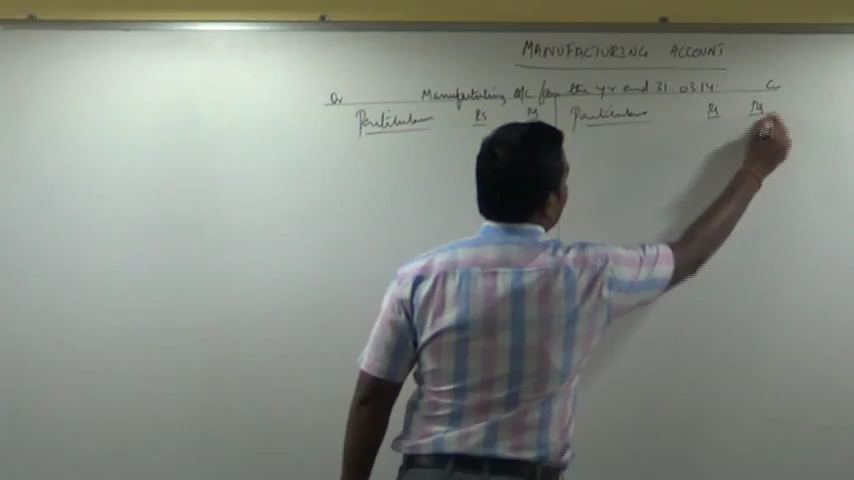 MANUFACTURING ACCOUNT
Dr Manufacturing A/C for the yr end 31.03.14. Cr
Particulars Rs Rs Particulars Rs Rs